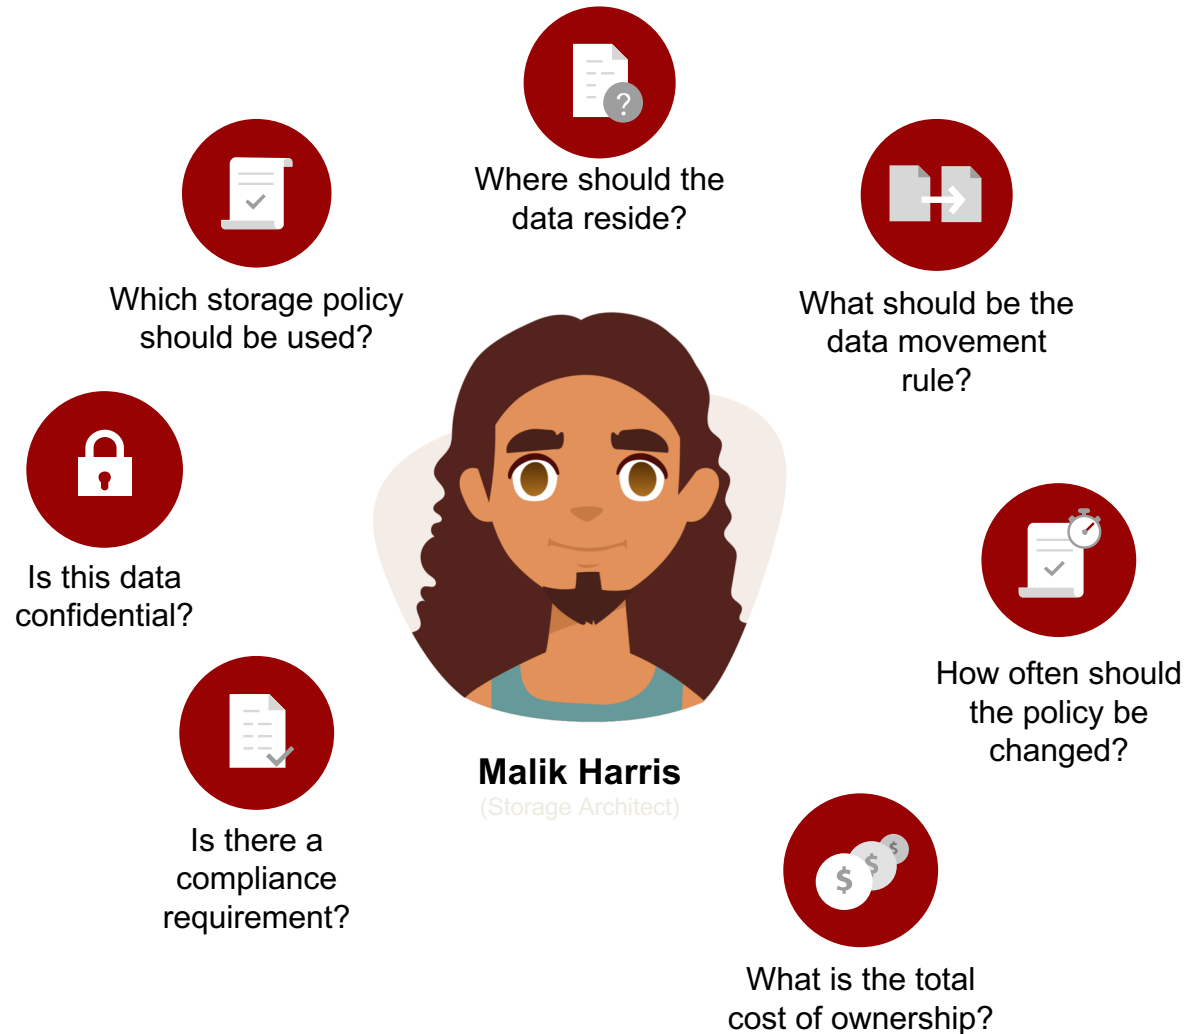 ?
Where should the
data reside?
Which storage policy
should be used?
What should be the
data movement
rule?
Is this data
confidential?
How often should
the policy be
changed?
Malik Harris
(Storage Architect)
Is there a
compliance
requirement?
$ $ $
What is the total
cost of ownership?